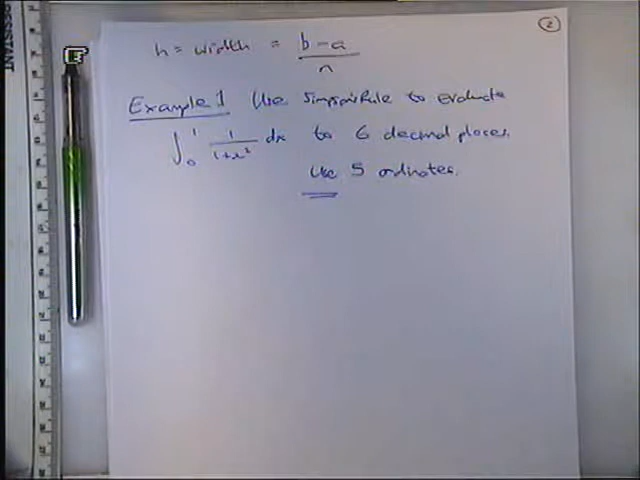 2
h = width = b - a / n
Example 1 Use Simpson's Rule to evaluate
∫₀¹ 1/(1+x²) dx to 6 decimal places.
Use 5 ordinates.